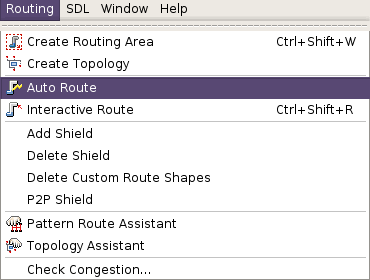 Routing SDL Window Help
Create Routing Area Ctrl+Shift+W
Create Topology
Auto Route
Interactive Route Ctrl+Shift+R
Add Shield
Delete Shield
Delete Custom Route Shapes
P2P Shield
Pattern Route Assistant
Topology Assistant
Check Congestion...